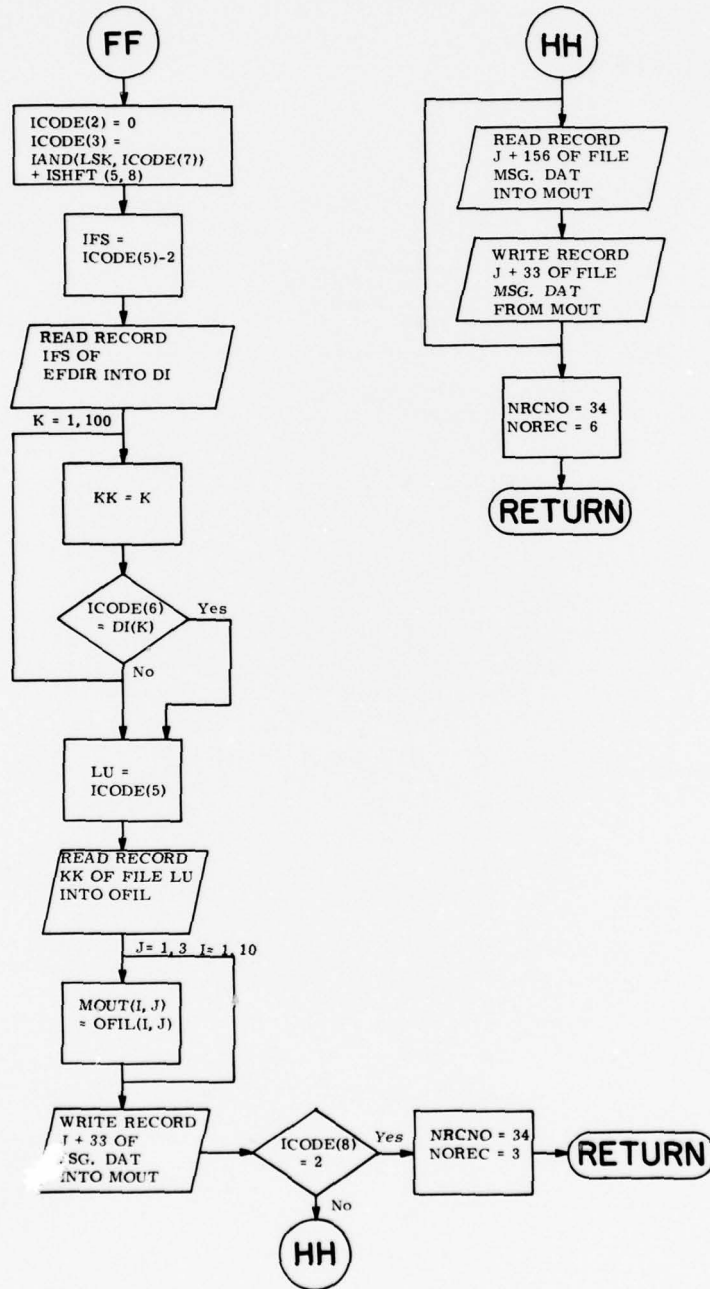 FF
ICODE(2) = 0
ICODE(3) =
IAND(LSK, ICODE(7))
+ ISHFT (5, 8)
IFS =
ICODE(5)-2
READ RECORD
IFS OF
EFDIR INTO DI
K = 1, 100
KK = K
ICODE(6)
= DI(K)
Yes
No
LU =
ICODE(5)
READ RECORD
KK OF FILE LU
INTO OFIL
J= 1, 3 I= 1, 10
MOUT(I, J)
= OFIL(I, J)
WRITE RECORD
+ 33 OF
DAT
INTO MOUT
ICODE(8)
= 2
Yes
No
NRCNO = 34
NOREC = 3
RETURN
HH
HH
READ RECORD
J + 156 OF FILE
MSG. DAT
INTO MOUT
WRITE RECORD
J + 33 OF FILE
MSG. DAT
FROM MOUT
NRCNO = 34
NOREC = 6
RETURN